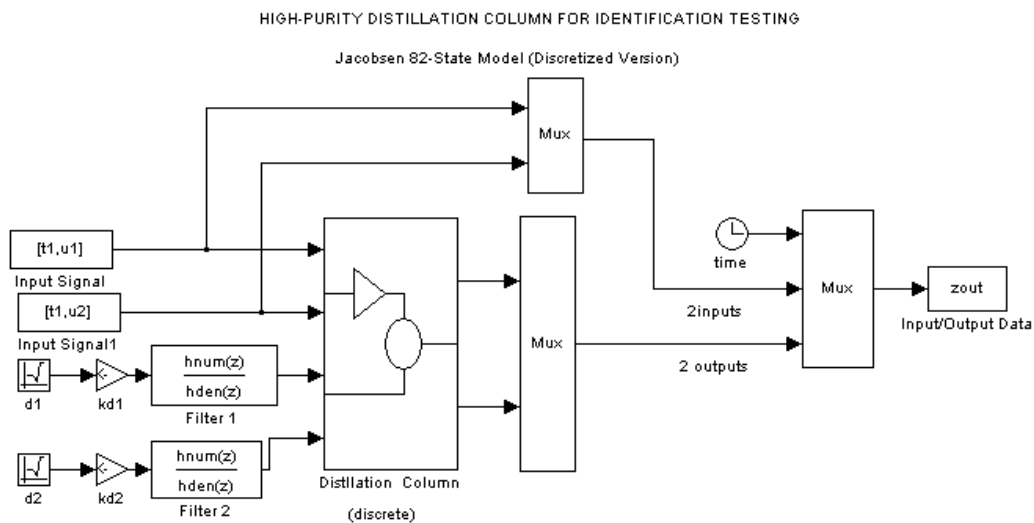 HIGH-PURITY DISTILLATION COLUMN FOR IDENTIFICATION TESTING
Jacobsen 82-State Model (Discretized Version)
Mux
[t1,u1]
Input Signal
[t1,u2]
Input Signal1
d1
kd1
hnum(z)
hden(z)
Filter 1
d2
kd2
hnum(z)
hden(z)
Filter 2
Distllation Column
(discrete)
Mux
time
2inputs
2 outputs
Mux
zout
Input/Output Data